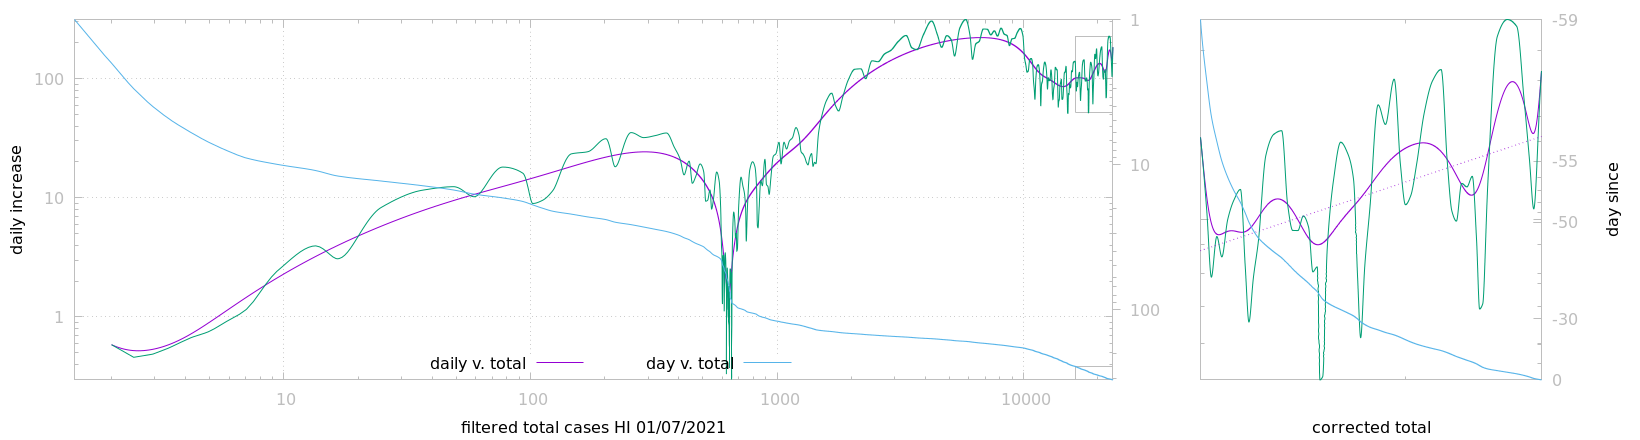 daily increase
100
10
1
10
100
1000
10000
1
10
100
daily v. total
day v. total
filtered total cases HI 01/07/2021
-59
-55
-50
-30
0
day since
corrected total